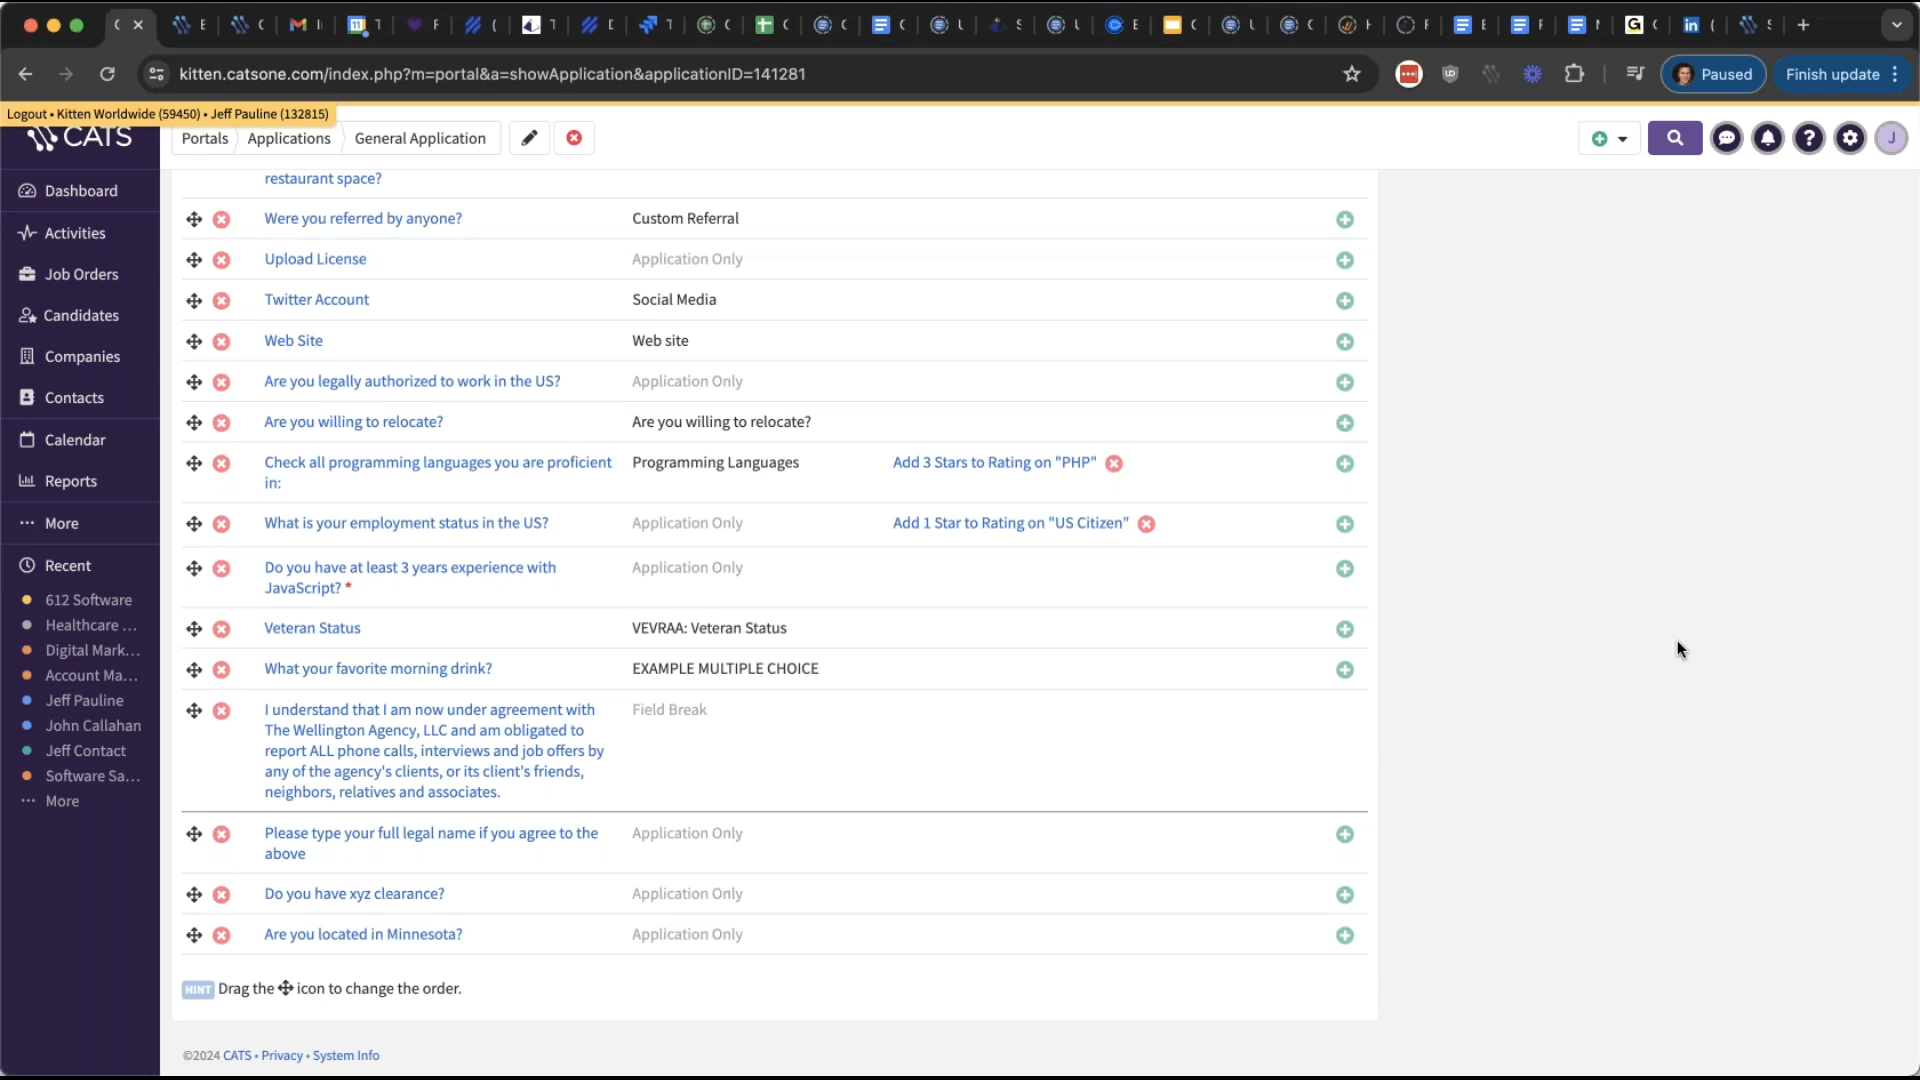 kitten.catsone.com/index.php?m=portal&a=showApplication&applicationID=141281
Paused
Finish update
Logout • Kitten Worldwide (59450) • Jeff Pauline (132815)
CATS
Portals
Applications
General Application
J
Dashboard
Activities
Job Orders
Candidates
Companies
Contacts
Calendar
Reports
More
Recent
612 Software
Healthcare ...
Digital Mark...
Account Ma...
Jeff Pauline
John Callahan
Jeff Contact
Software Sa...
More
restaurant space?
Were you referred by anyone? Custom Referral
Upload License Application Only
Twitter Account Social Media
Web Site Web site
Are you legally authorized to work in the US? Application Only
Are you willing to relocate? Are you willing to relocate?
Check all programming languages you are proficient Programming Languages Add 3 Stars to Rating on "PHP"
in:
What is your employment status in the US? Application Only Add 1 Star to Rating on "US Citizen"
Do you have at least 3 years experience with Application Only
JavaScript? *
Veteran Status VEVRAA: Veteran Status
What your favorite morning drink? EXAMPLE MULTIPLE CHOICE
I understand that I am now under agreement with Field Break
The Wellington Agency, LLC and am obligated to
report ALL phone calls, interviews and job offers by
any of the agency's clients, or its client's friends,
neighbors, relatives and associates.
Please type your full legal name if you agree to the Application Only
above
Do you have xyz clearance? Application Only
Are you located in Minnesota? Application Only
HINT Drag the icon to change the order.
©2024 CATS • Privacy • System Info